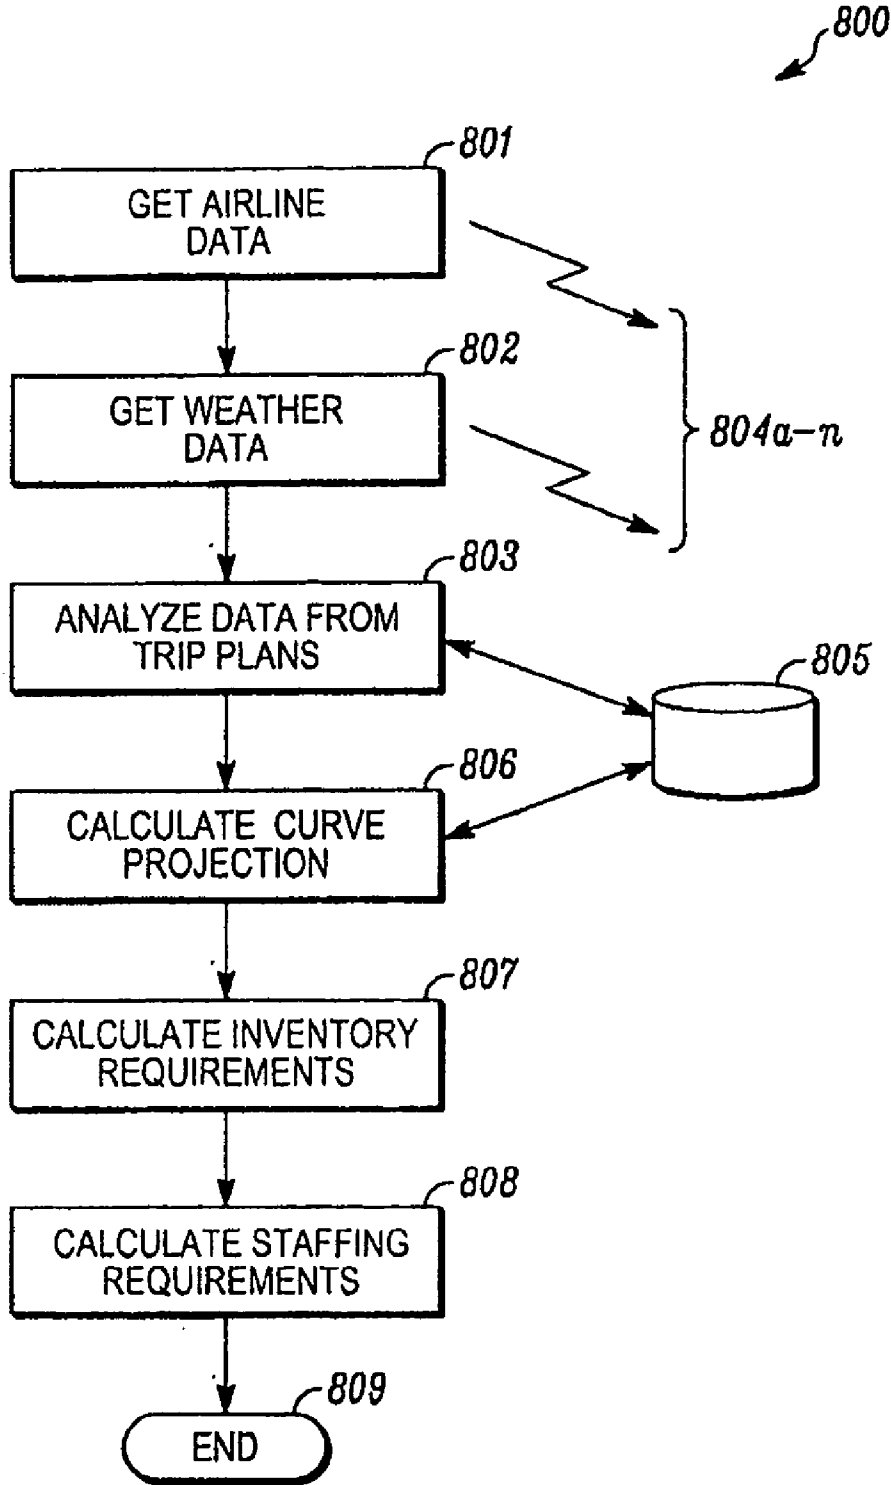 800
801
GET AIRLINE
DATA
802
GET WEATHER
DATA
804a-n
803
ANALYZE DATA FROM
TRIP PLANS
805
806
CALCULATE CURVE
PROJECTION
807
CALCULATE INVENTORY
REQUIREMENTS
808
CALCULATE STAFFING
REQUIREMENTS
809
END